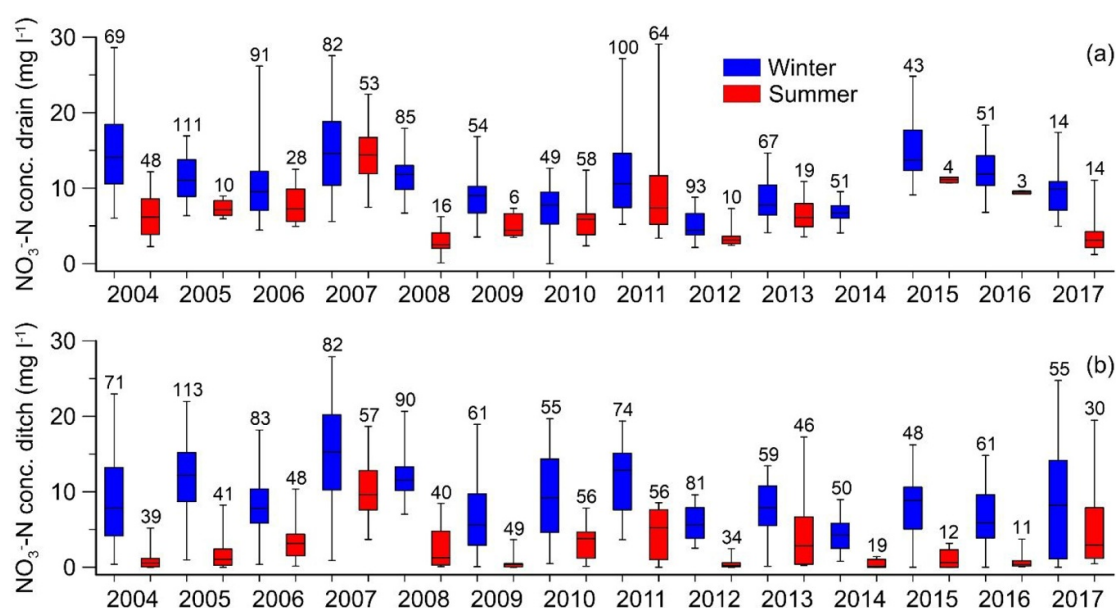 NO₃⁻-N conc. drain (mg l⁻¹)
30
20
10
0
(a)
Winter
Summer
69 48 111 10 91 28 82 53 85 16 54 6 49 58 100 64 93 10 67 19 51 43 4 51 3 14 14
2004 2005 2006 2007 2008 2009 2010 2011 2012 2013 2014 2015 2016 2017
NO₃⁻-N conc. ditch (mg l⁻¹)
30
20
10
0
(b)
71 39 113 41 83 48 82 57 90 40 61 49 55 56 74 56 81 34 59 46 50 19 48 12 61 11 55 30
2004 2005 2006 2007 2008 2009 2010 2011 2012 2013 2014 2015 2016 2017